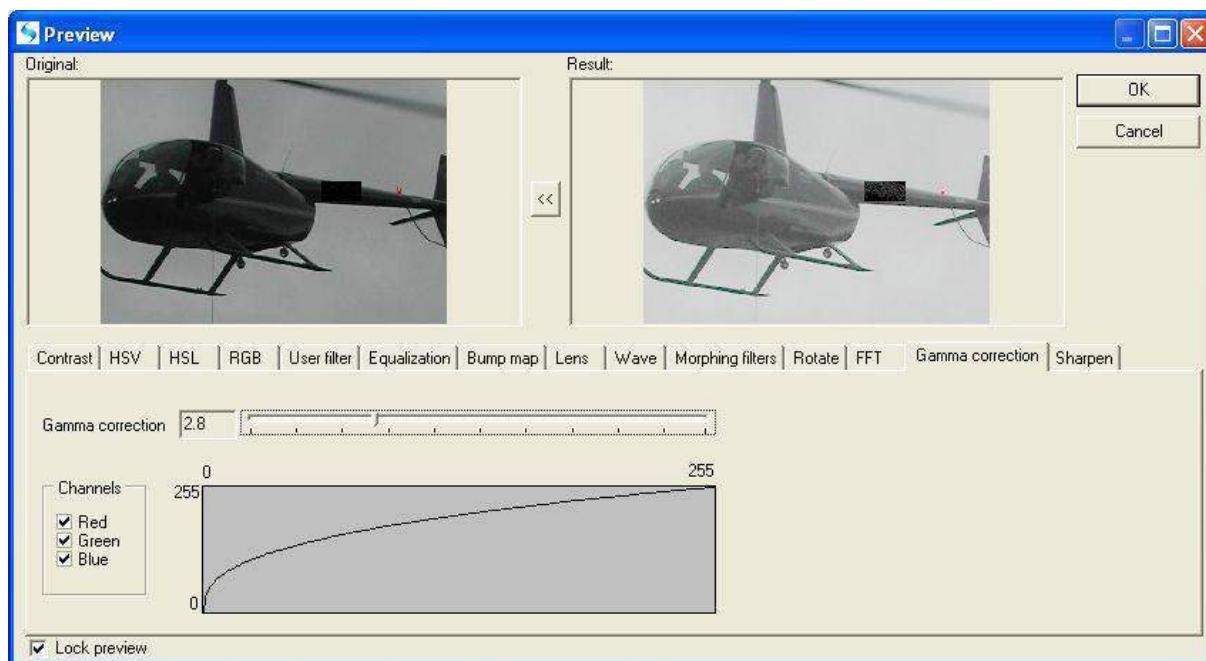 Preview
Original:
Result:
OK
Cancel
<<
Contrast HSV HSL RGB User filter Equalization Bump map Lens Wave Morphing filters Rotate FFT Gamma correction Sharpen
Gamma correction 2.8
0 255
Channels
255
Red
Green
Blue
0
Lock preview